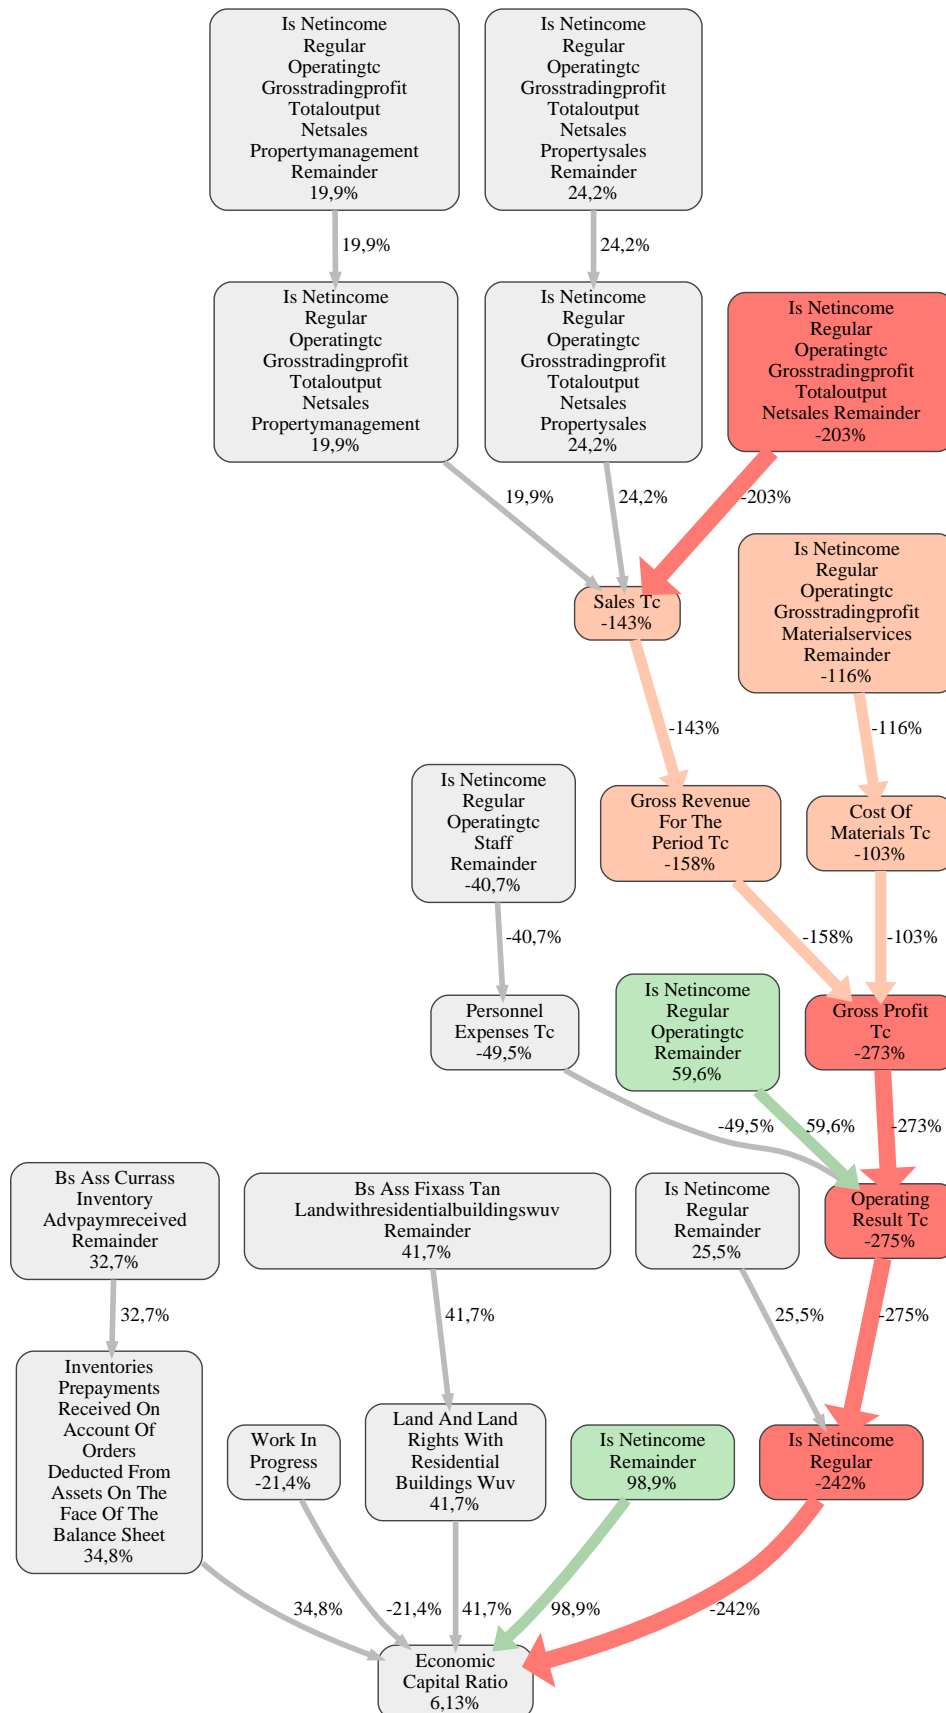 Is Netincome
Regular
Operatingtc
Grosstradingprofit
Totaloutput
Netsales
Propertymanagement
Remainder
19,9%
Is Netincome
Regular
Operatingtc
Grosstradingprofit
Totaloutput
Netsales
Propertysales
Remainder
24,2%
19,9%
24,2%
Is Netincome
Regular
Operatingtc
Grosstradingprofit
Totaloutput
Netsales
Propertymanagement
19,9%
Is Netincome
Regular
Operatingtc
Grosstradingprofit
Totaloutput
Netsales
Propertysales
24,2%
Is Netincome
Regular
Operatingtc
Grosstradingprofit
Totaloutput
Netsales Remainder
-203%
19,9%
24,2%
-203%
Sales Tc
-143%
Is Netincome
Regular
Operatingtc
Grosstradingprofit
Materialservices
Remainder
-116%
-143%
-116%
Is Netincome
Regular
Operatingtc
Staff
Remainder
-40,7%
Gross Revenue
For The
Period Tc
-158%
Cost Of
Materials Tc
-103%
-40,7%
-158%
-103%
Personnel
Expenses Tc
-49,5%
Is Netincome
Regular
Operatingtc
Remainder
59,6%
Gross Profit
Tc
-273%
-49,5%
59,6%
-273%
Bs Ass Currass
Inventory
Advpaymreceived
Remainder
32,7%
Bs Ass Fixass Tan
Landwithresidentialbuildingswuv
Remainder
41,7%
Is Netincome
Regular
Remainder
25,5%
Operating
Result Tc
-275%
32,7%
41,7%
25,5%
-275%
Inventories
Prepayments
Received On
Account Of
Orders
Deducted From
Assets On The
Face Of The
Balance Sheet
34,8%
Work In
Progress
-21,4%
Land And Land
Rights With
Residential
Buildings Wuv
41,7%
Is Netincome
Remainder
98,9%
Is Netincome
Regular
-242%
34,8%
-21,4%
41,7%
98,9%
-242%
Economic
Capital Ratio
6,13%